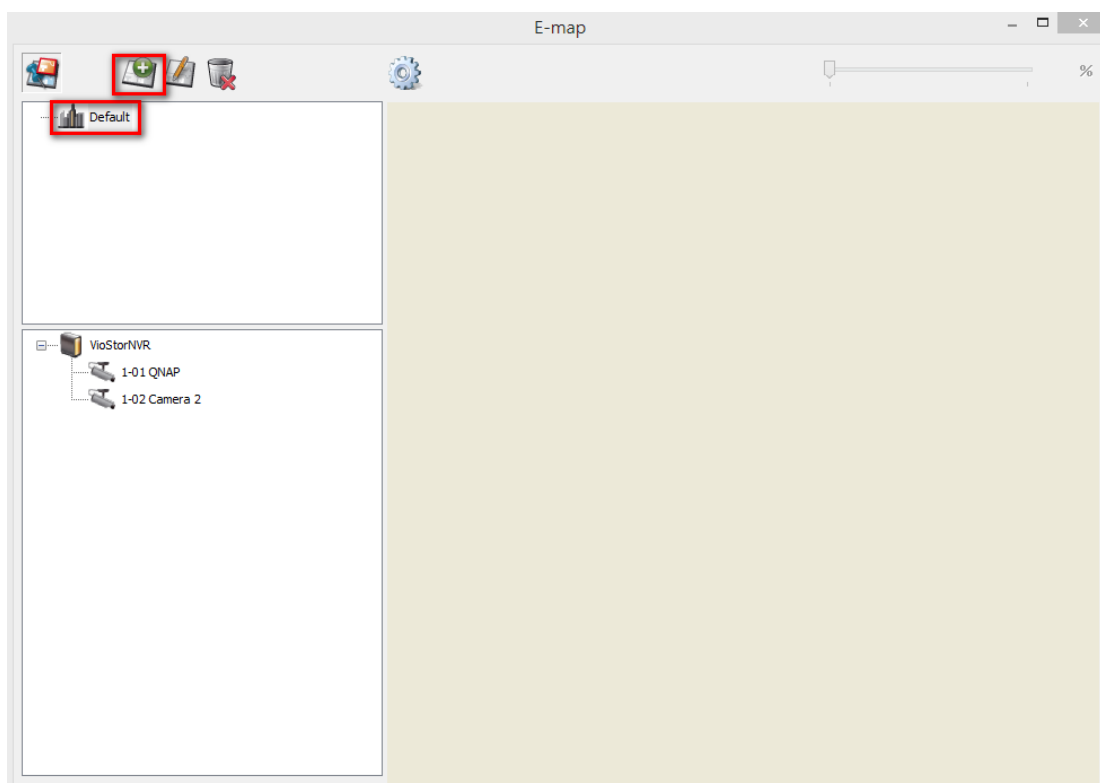 E-map
%
Default
VioStorNVR
1-01 QNAP
1-02 Camera 2